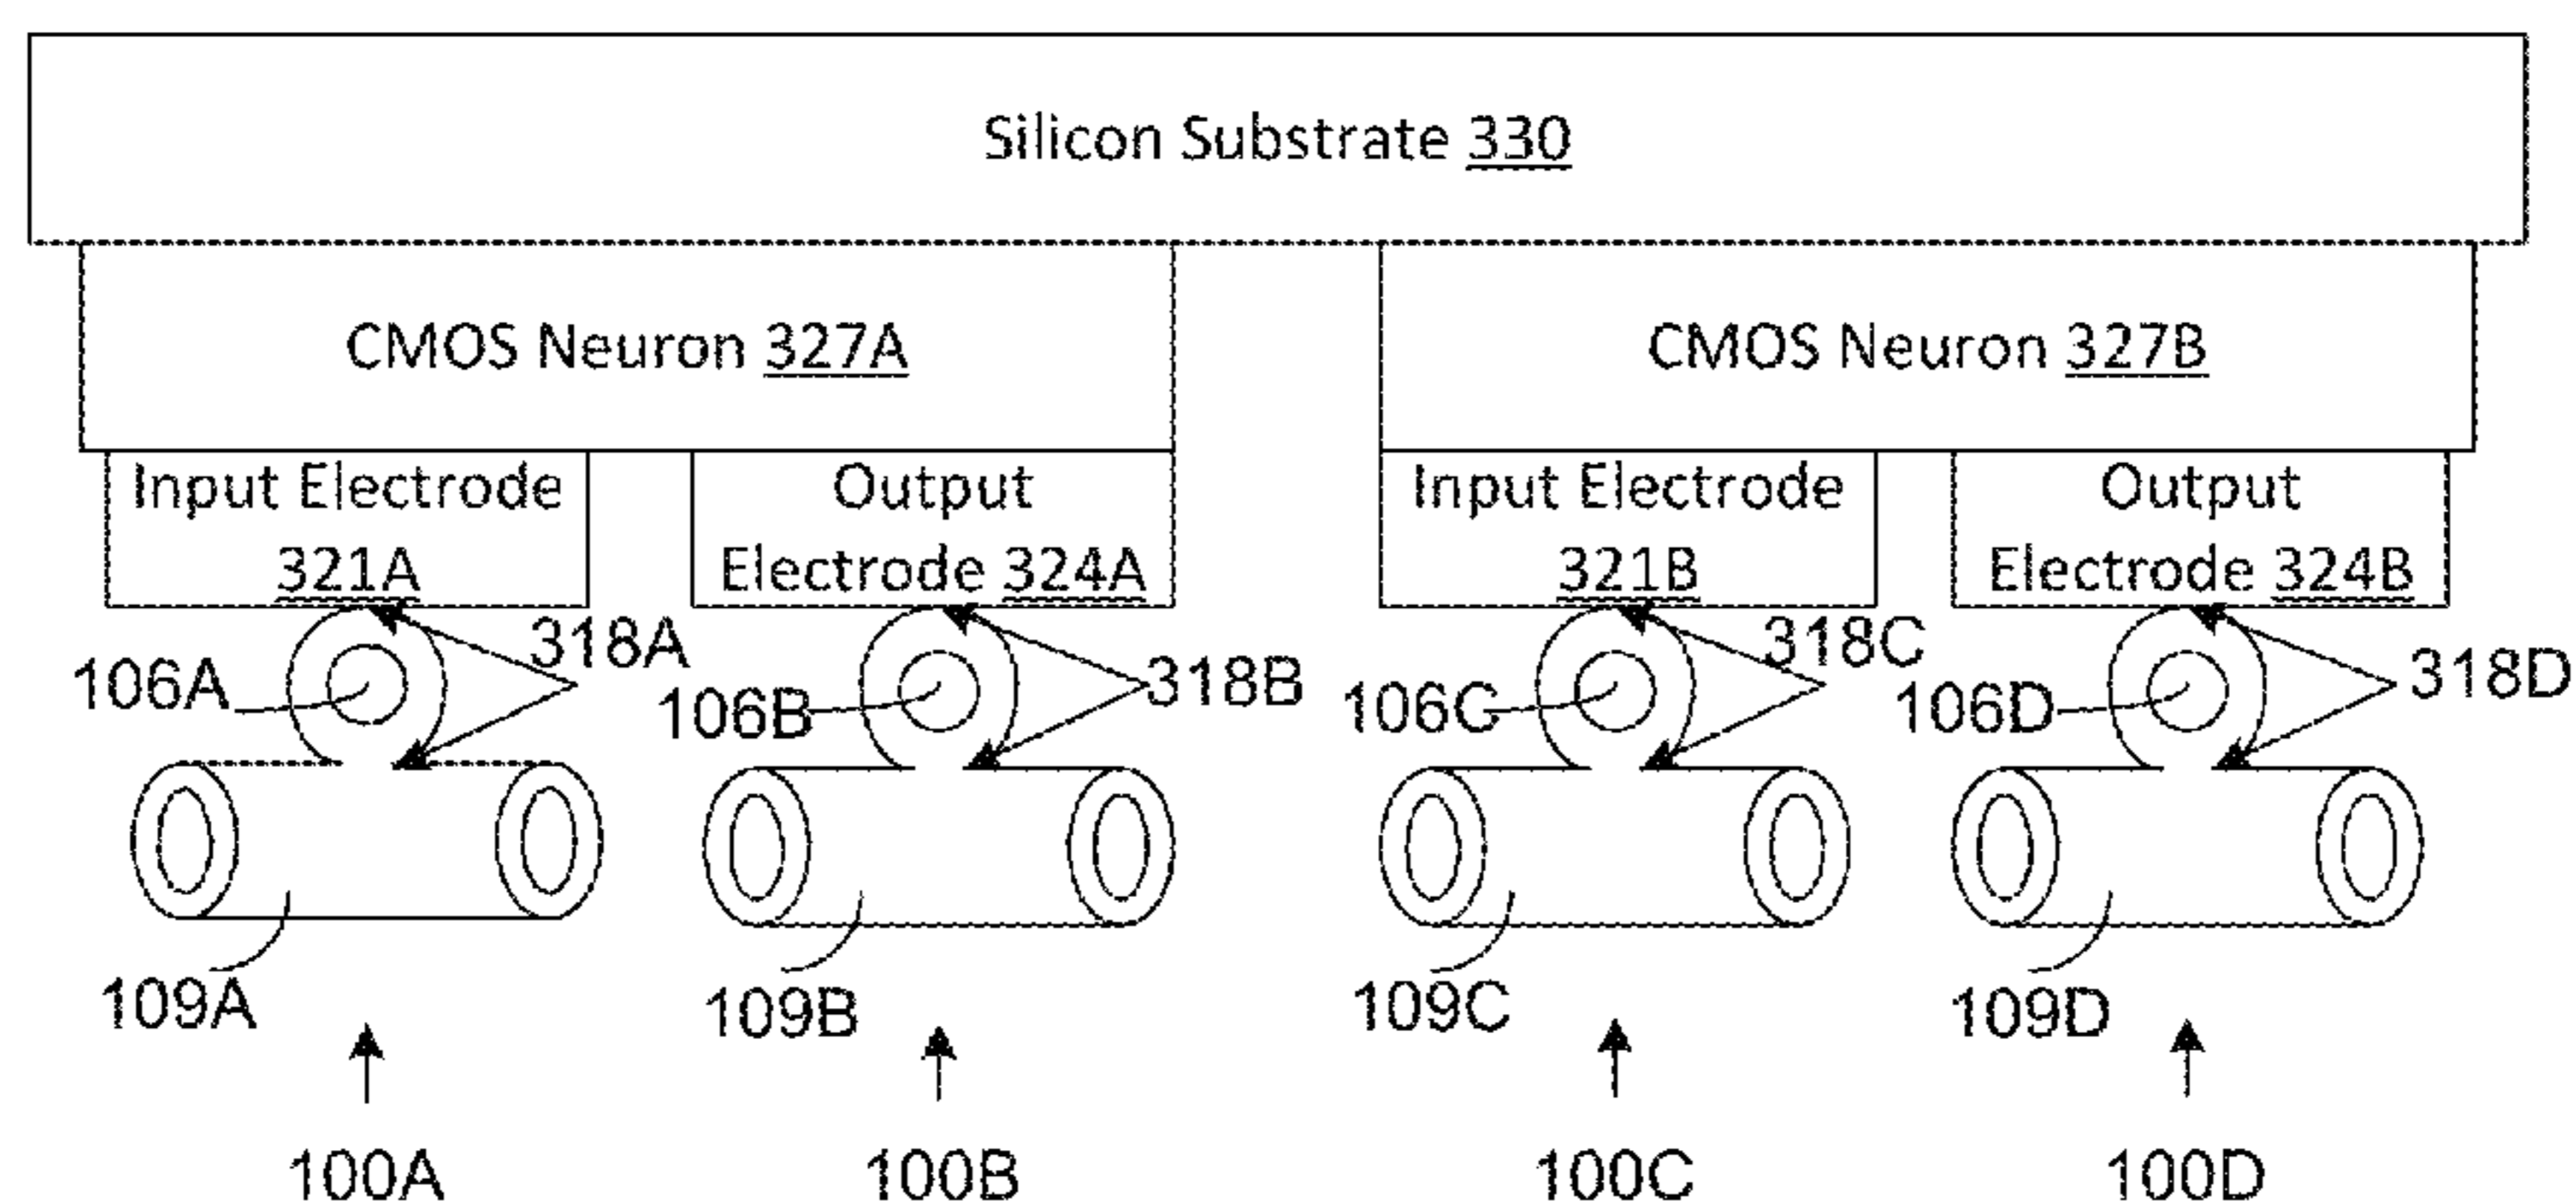 Silicon Substrate 330
CMOS Neuron 327A
CMOS Neuron 327B
Input Electrode
321A
Output
Electrode 324A
Input Electrode
321B
Output
Electrode 324B
318A
318B
318C
318D
106A
106B
106C
106D
109A
109B
109C
109D
100A
100B
100C
100D